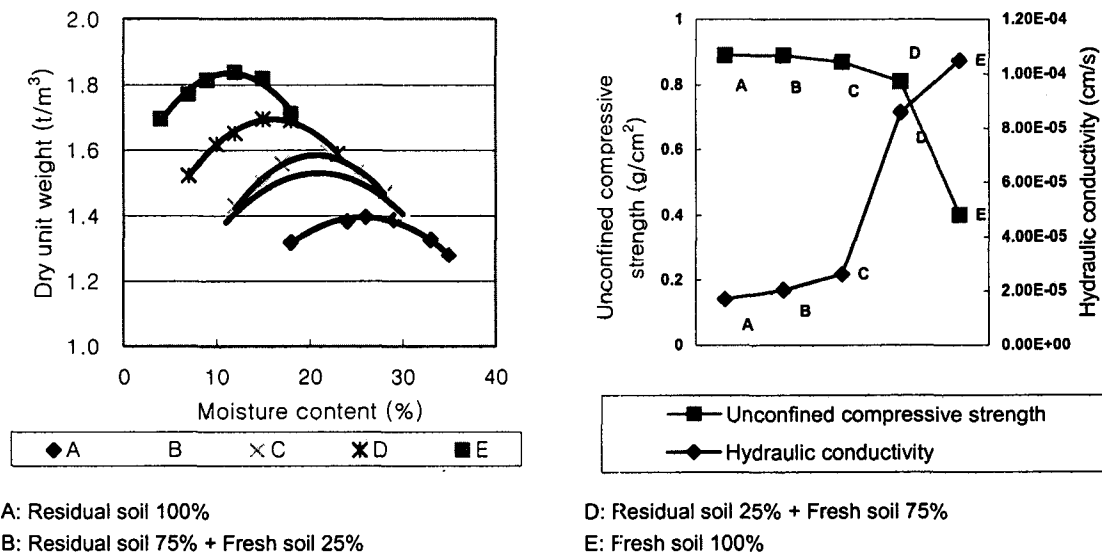 2.0
1.8
1.6
1.4
1.2
1.0
Dry unit weight (t/m³)
0 10 20 30 40
Moisture content (%)
A B C D E
1
0.8
0.6
0.4
0.2
0
Unconfined compressive
strength (g/cm²)
A B C D E
A B C D E
1.20E-04
1.00E-04
8.00E-05
6.00E-05
4.00E-05
2.00E-05
0.00E+00
Hydraulic conductivity (cm/s)
Unconfined compressive strength
Hydraulic conductivity
A: Residual soil 100%
B: Residual soil 75% + Fresh soil 25%
D: Residual soil 25% + Fresh soil 75%
E: Fresh soil 100%